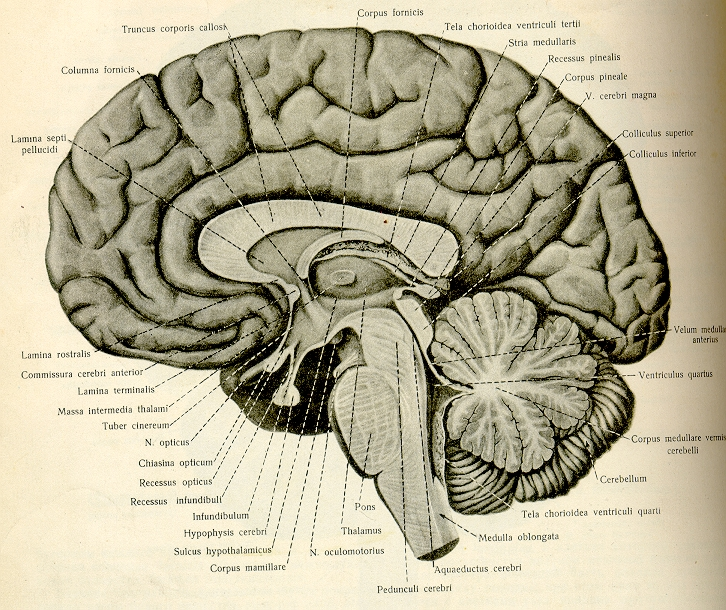 Corpus fornicis
Truncus corporis callosi
Tela chorioidea ventriculi tertii
Stria medullaris
Recessus pinealis
Columna fornicis
Corpus pineale
V. cerebri magna
Lamina septi
pellucidi
Colliculus superior
Colliculus inferior
Velum medulla
anterius
Lamina rostralis
Commissura cerebri anterior
Ventriculus quartus
Lamina terminalis
Massa intermedia thalami
Tuber cinereum
N. opticus
Corpus medullare vermis
cerebelli
Chiasina opticum
Recessus opticus
Cerebellum
Recessus infundibuli
Pons
Infundibulum
Tela chorioidea ventriculi quarti
Hypophysis cerebri
Thalamus
Medulla oblongata
Sulcus hypothalamicus
N. oculomotorius
Corpus mamillare
Aquaeductus cerebri
Pedunculi cerebri